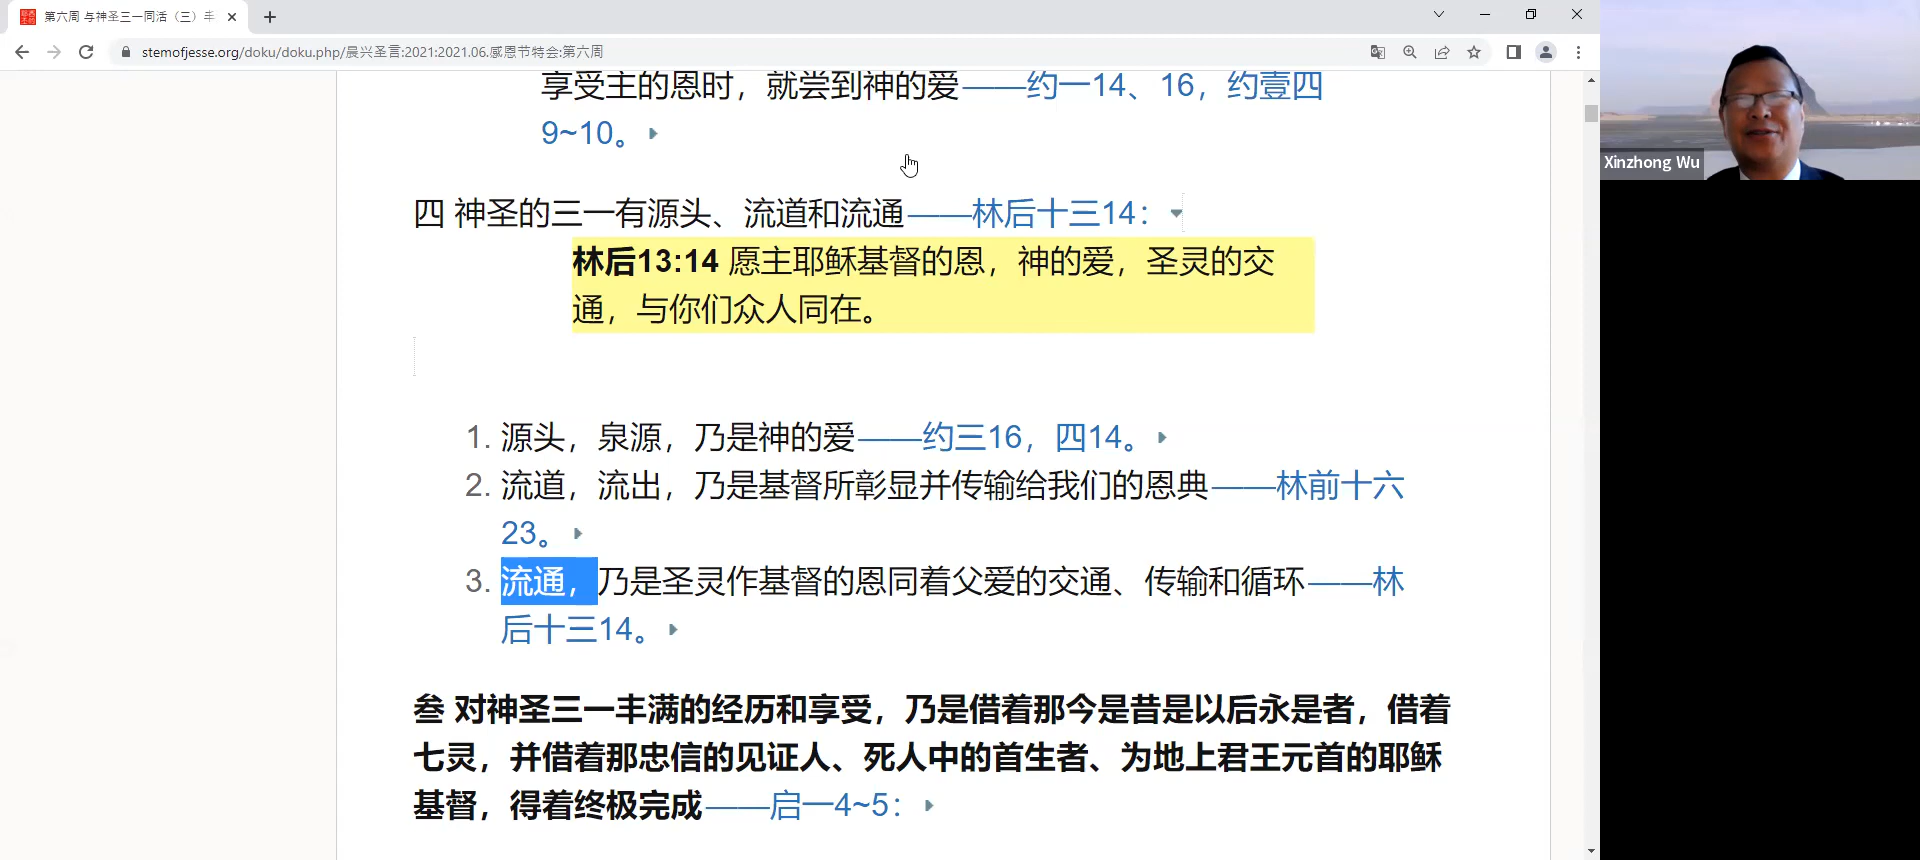 第六周 与神圣三一同活（三）丰
stemofjesse.org/doku/doku.php/晨兴圣言:2021:2021.06.感恩节特会:第六周
享受主的恩时，就尝到神的爱——约一14、16，约壹四
9~10。
四 神圣的三一有源头、流道和流通——林后十三14：
林后13:14 愿主耶稣基督的恩，神的爱，圣灵的交
通，与你们众人同在。
1. 源头，泉源，乃是神的爱——约三16，四14。
2. 流道，流出，乃是基督所彰显并传输给我们的恩典——林前十六
23。
3. 流通，乃是圣灵作基督的恩同着父爱的交通、传输和循环——林
后十三14。
叁 对神圣三一丰满的经历和享受，乃是借着那今是昔是以后永是者，借着
七灵，并借着那忠信的见证人、死人中的首生者、为地上君王元首的耶稣
基督，得着终极完成——启一4~5：
Xinzhong Wu